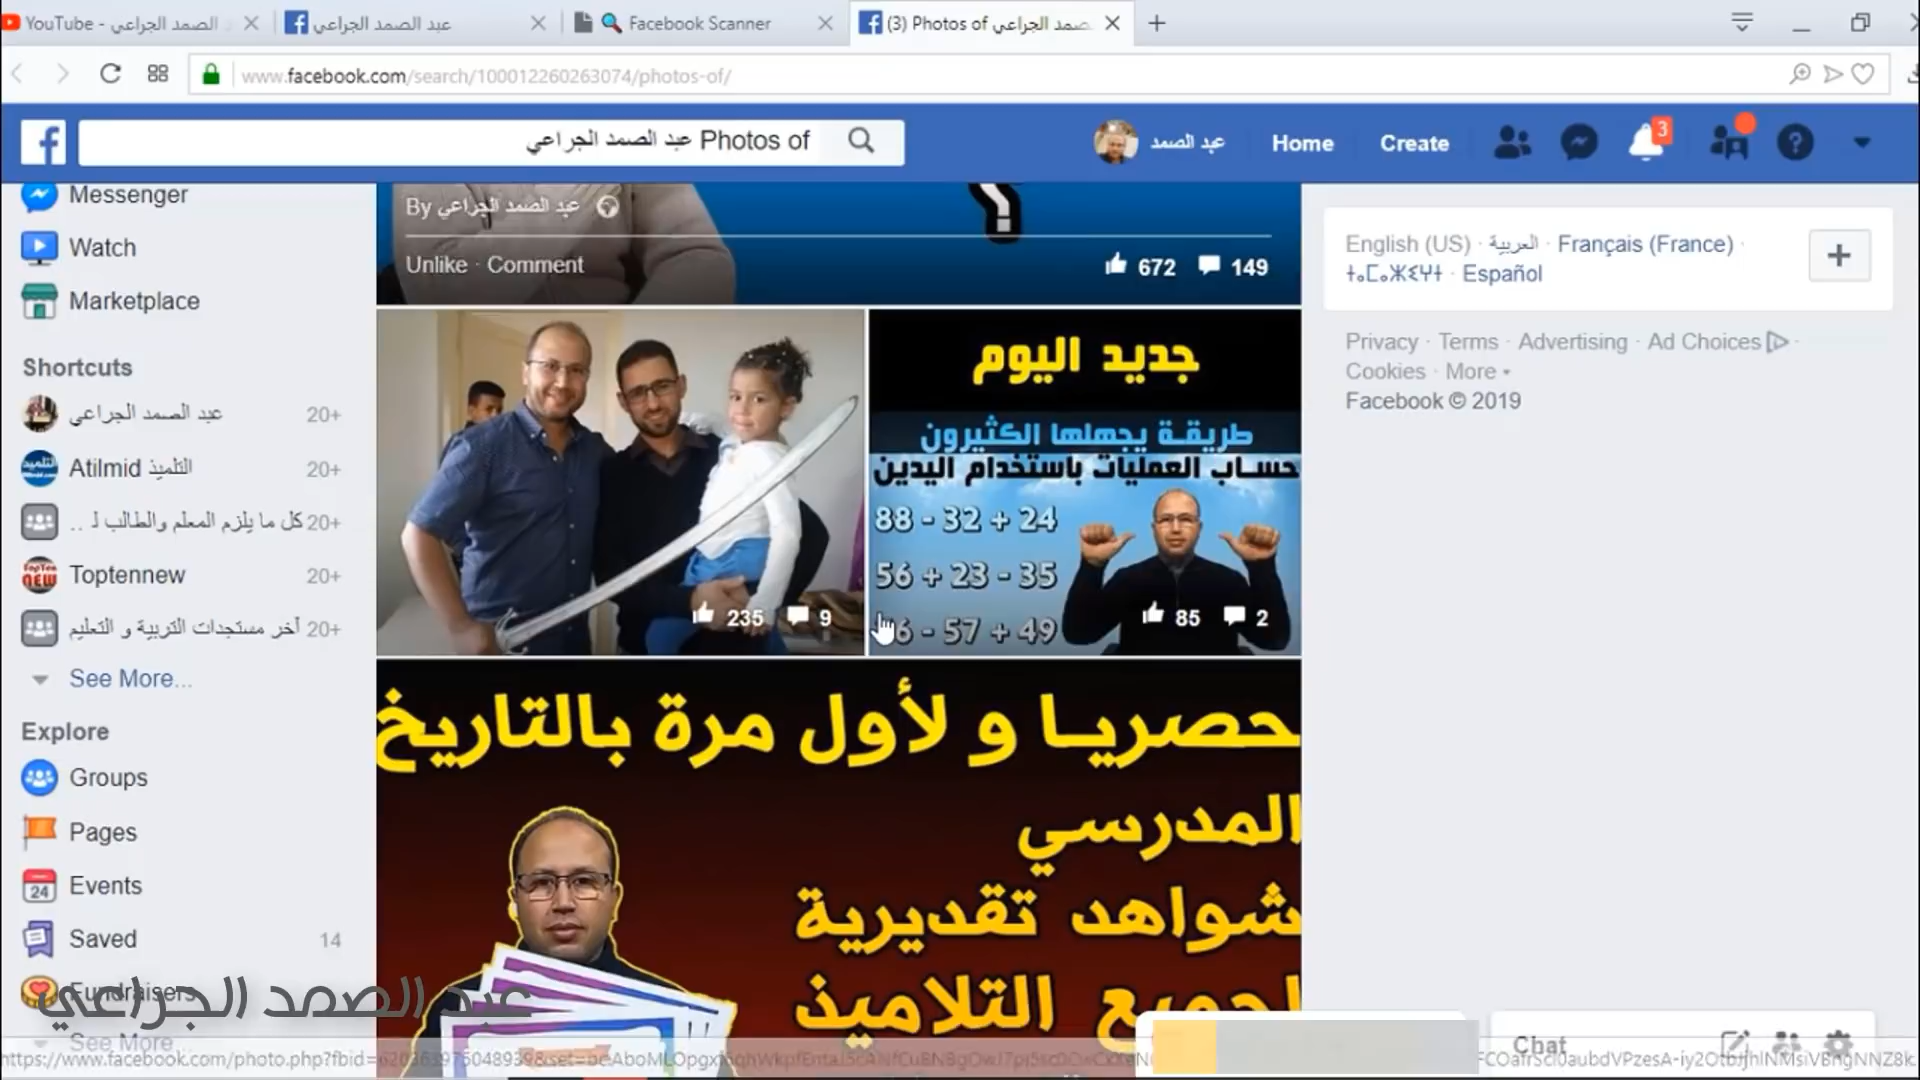 YouTube - عبد الصمد الجراعي
عبد الصمد الجراعي
Facebook Scanner
(3) Photos of صمد الجراعي
www.facebook.com/search/100012260263074/photos-of/
Photos of عبد الصمد الجراعي
عبد الصمد
Home
Create
3
Messenger
Watch
Marketplace
Shortcuts
عبد الصمد الجراعي 20+
Atilmid التلميذ 20+
كل ما يلزم المعلم والطالب لـ .. 20+
Toptennew 20+
آخر مستجدات التربية و التعليم 20+
See More...
Explore
Groups
Pages
Events
Saved 14
Fundraisers
See More...
By عبد الصمد الجراعي
؟
Unlike · Comment
672 149
235 9
جديد اليوم
طريقة يجهلها الكثيرون
حساب العمليات باستخدام اليدين
88 - 32 + 24
56 + 23 - 35
6 - 57 + 49
85 2
حصريا و لأول مرة بالتاريخ
المدرسي
شواهد تقديرية
لجميع التلاميذ
English (US) · العربية · Français (France) ·
ⵜⴰⵎⴰⵣⵉⵖⵜ · Español
Privacy · Terms · Advertising · Ad Choices ·
Cookies · More
Facebook © 2019
عبد الصمد الجراعي
Chat